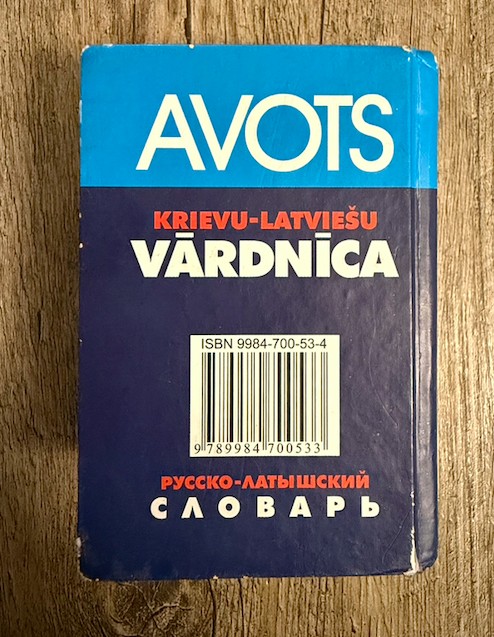 AVOTS
KRIEVU-LATVIEŠU
VĀRDNĪCA
ISBN 9984-700-53-4
9 789984 700533
РУССКО-ЛАТЫШСКИЙ
СЛОВАРЬ